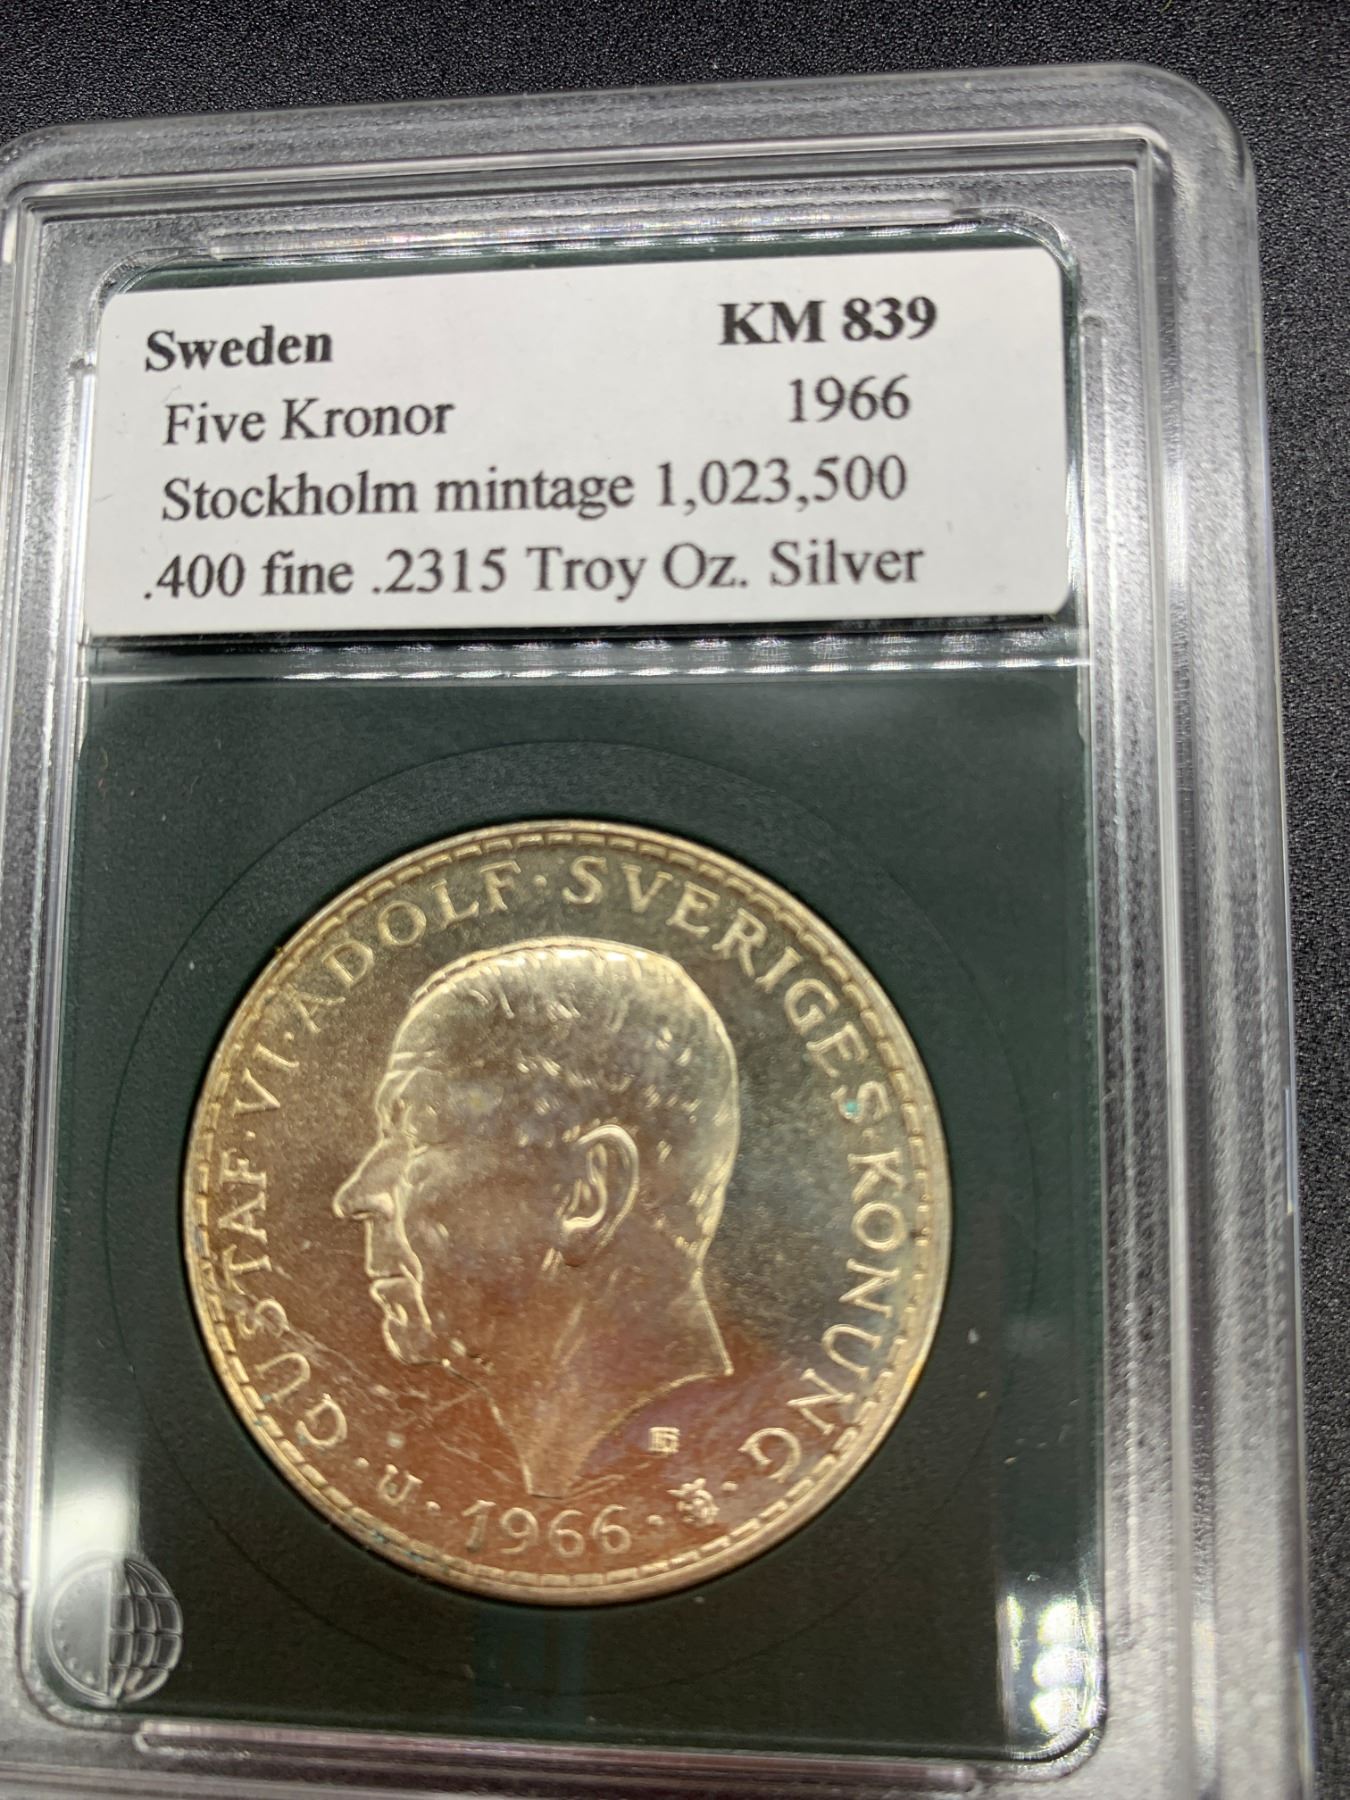 Sweden KM 839
Five Kronor 1966
Stockholm mintage 1,023,500
.400 fine .2315 Troy Oz. Silver
GUSTAF·VI·ADOLF·SVERIGES·KONUNG·
·U·1966·